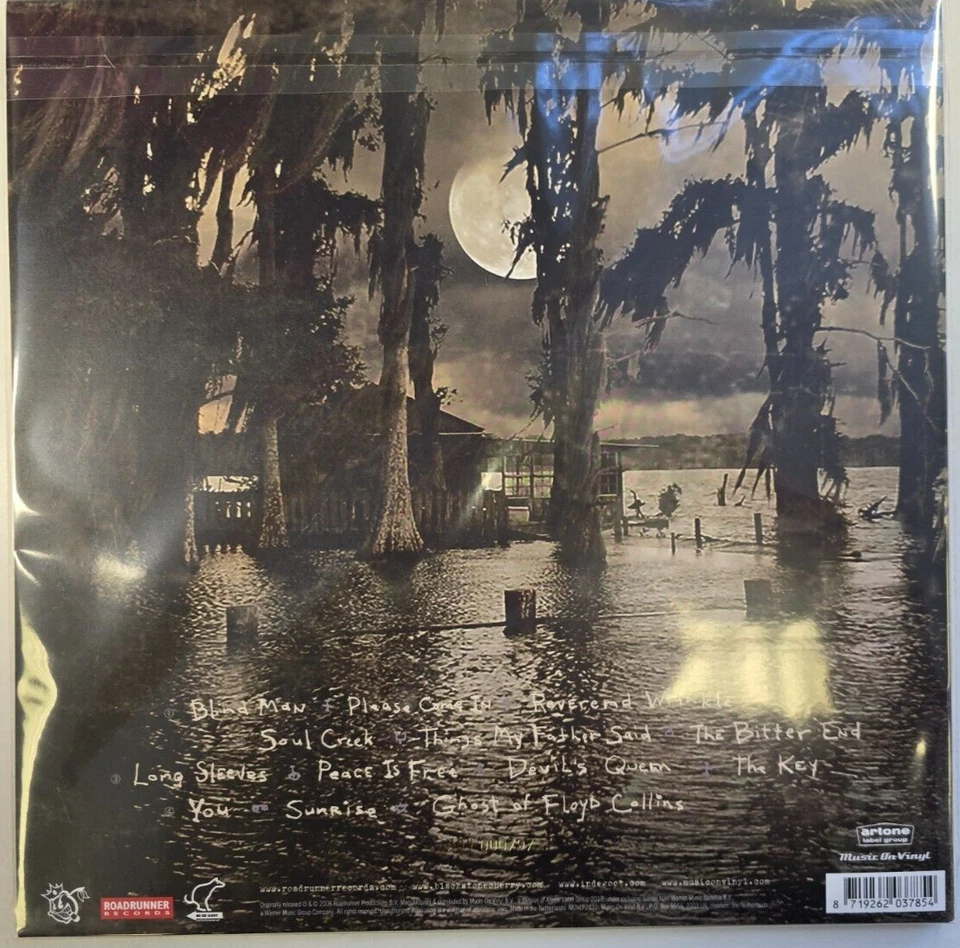 Blind Man Please Come In Reverend Wrinkle
Soul Creek Things My Father Said The Bitter End
3 Long Sleeves Peace Is Free Devil's Queen The Key
You Sunrise Ghost of Floyd Collins
artone
label group
Music On Vinyl
www.roadrunnerrecords.com www.blackstonecherry.com www.indegoot.com www.musiconvinyl.com
ROADRUNNER
RECORDS
8 719262 037854